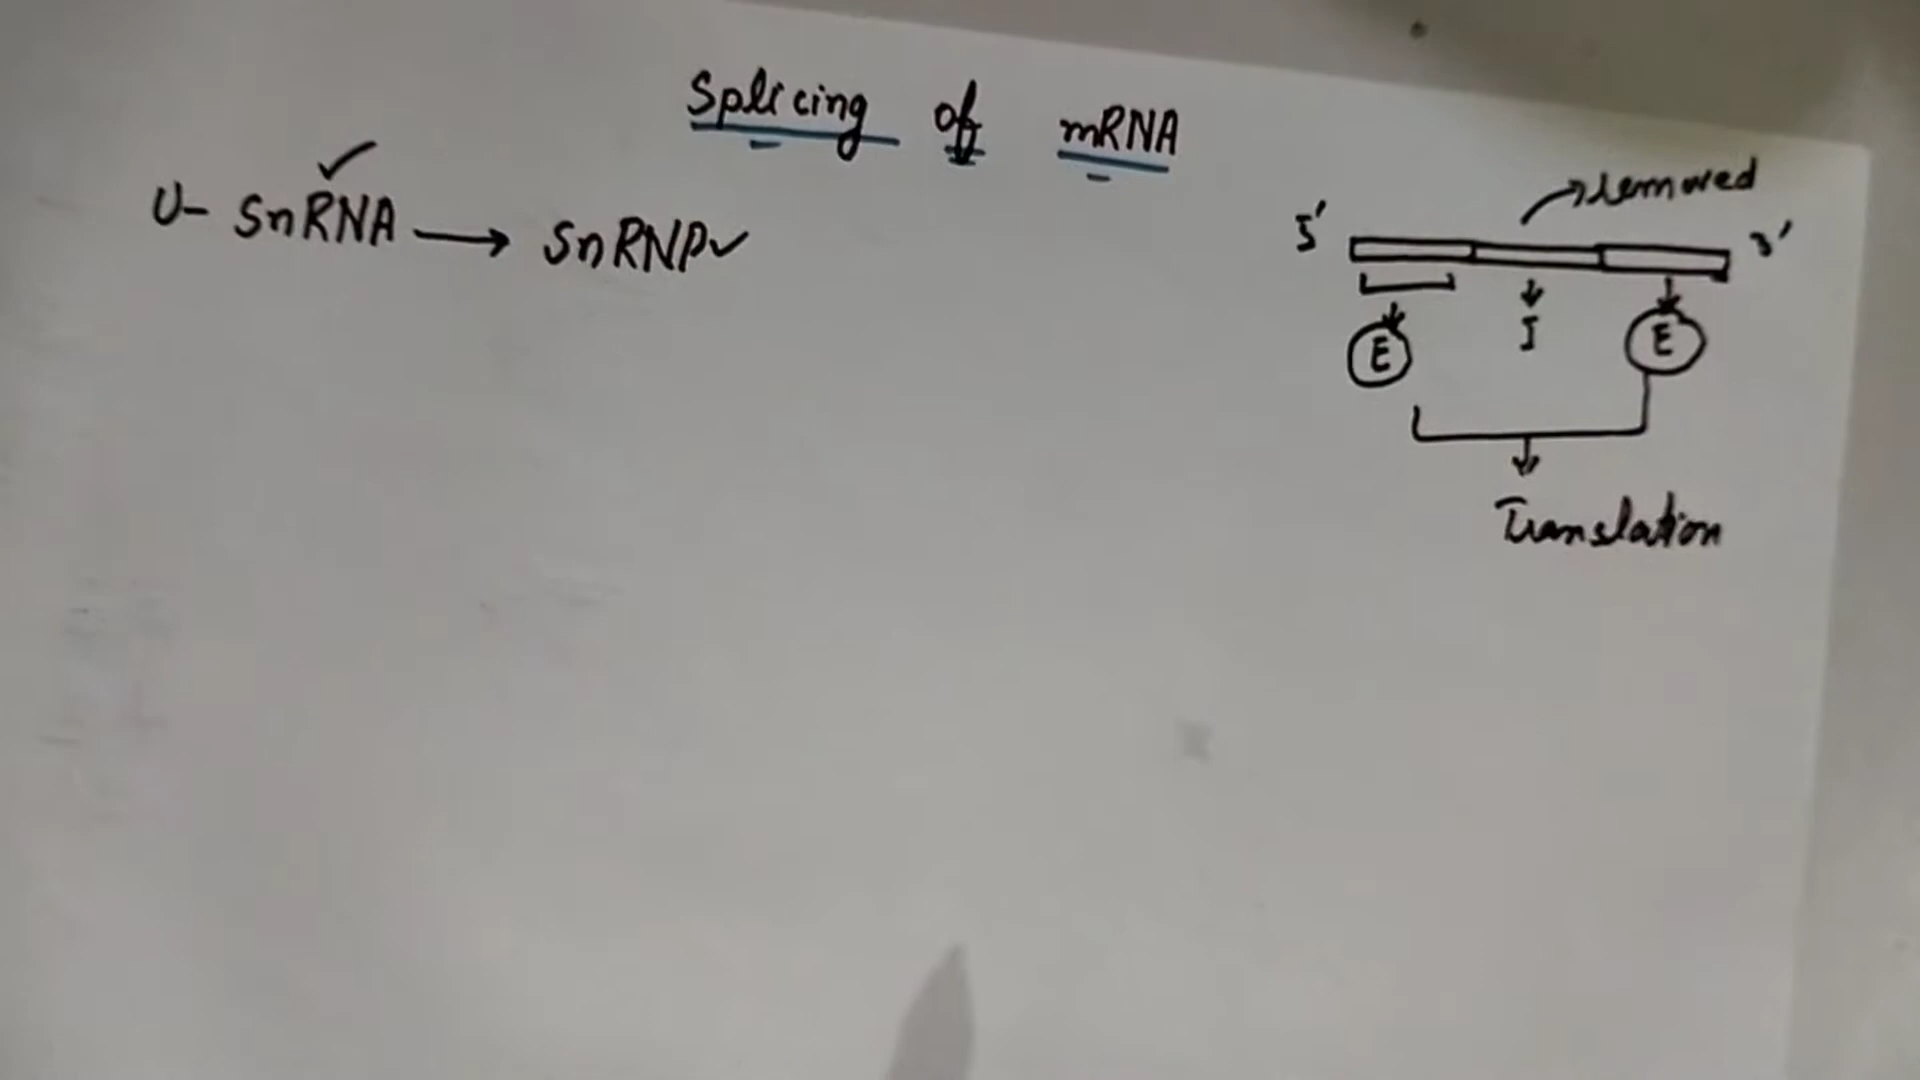 Splicing of mRNA
U- SnRNA → SnRNP
removed
5' 3'
E I E
Translation